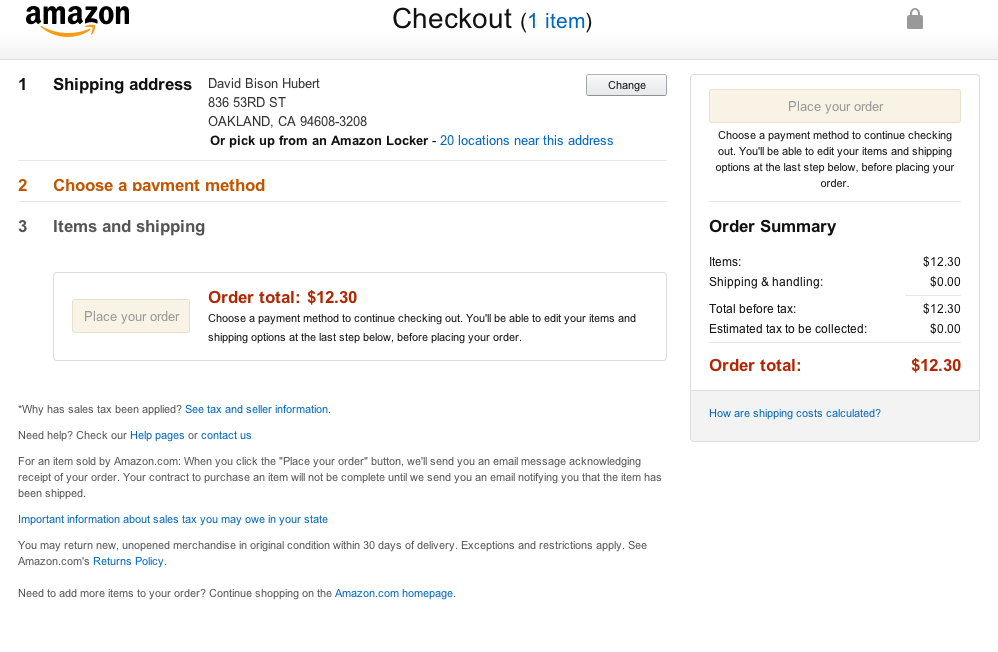 amazon
Checkout (1 item)
1 Shipping address
David Bison Hubert
836 53RD ST
OAKLAND, CA 94608-3208
Or pick up from an Amazon Locker - 20 locations near this address
Change
2 Choose a payment method
3 Items and shipping
Place your order
Order total: $12.30
Choose a payment method to continue checking out. You'll be able to edit your items and
shipping options at the last step below, before placing your order.
*Why has sales tax been applied? See tax and seller information.
Need help? Check our Help pages or contact us
For an item sold by Amazon.com: When you click the "Place your order" button, we'll send you an email message acknowledging
receipt of your order. Your contract to purchase an item will not be complete until we send you an email notifying you that the item has
been shipped.
Important information about sales tax you may owe in your state
You may return new, unopened merchandise in original condition within 30 days of delivery. Exceptions and restrictions apply. See
Amazon.com's Returns Policy.
Need to add more items to your order? Continue shopping on the Amazon.com homepage.
Place your order
Choose a payment method to continue checking
out. You'll be able to edit your items and shipping
options at the last step below, before placing your
order.
Order Summary
Items: $12.30
Shipping & handling: $0.00
Total before tax: $12.30
Estimated tax to be collected: $0.00
Order total: $12.30
How are shipping costs calculated?